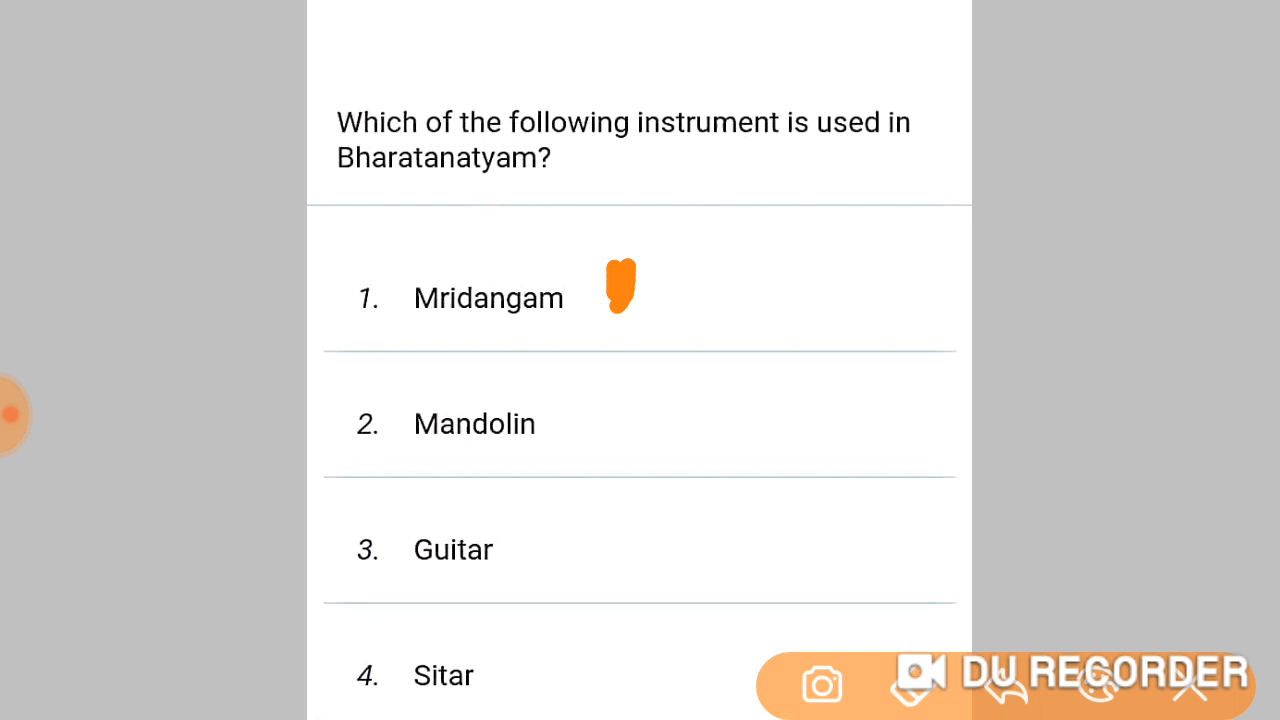 Which of the following instrument is used in
Bharatanatyam?
1. Mridangam
2. Mandolin
3. Guitar
4. Sitar
DU RECORDER